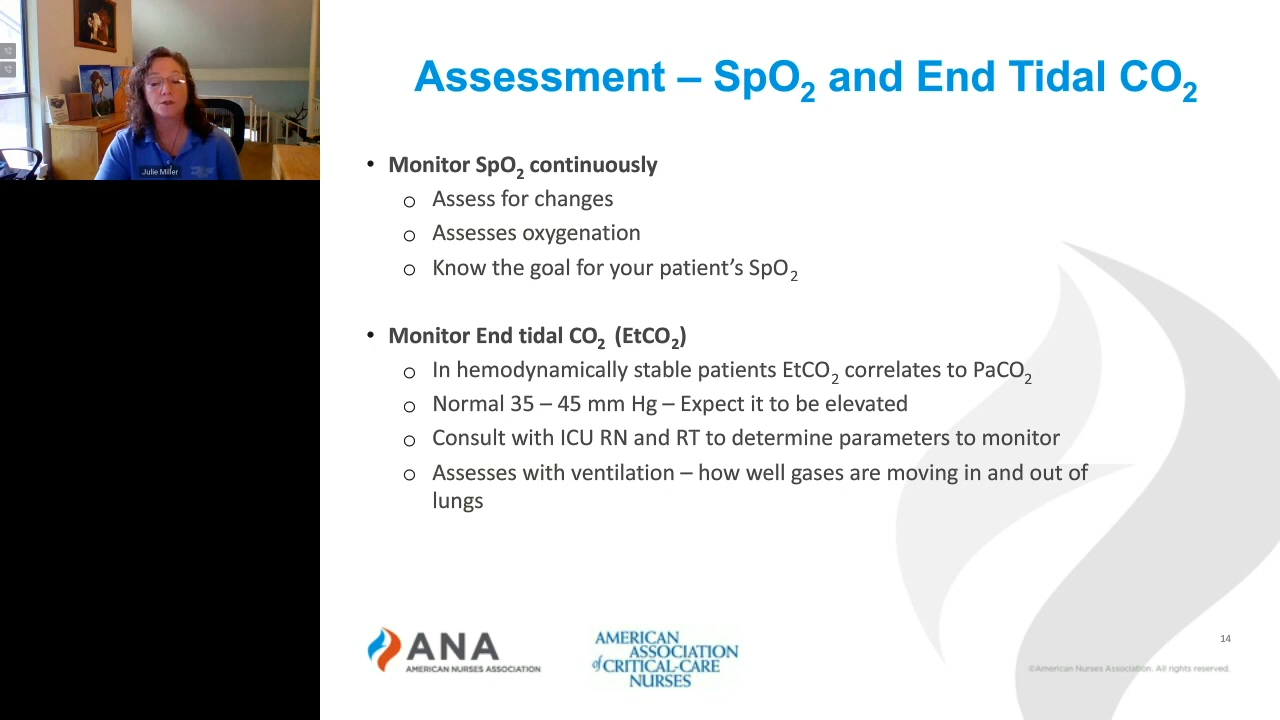 Julie Miller
Assessment – SpO₂ and End Tidal CO₂
• Monitor SpO₂ continuously
o Assess for changes
o Assesses oxygenation
o Know the goal for your patient’s SpO₂
• Monitor End tidal CO₂ (EtCO₂)
o In hemodynamically stable patients EtCO₂ correlates to PaCO₂
o Normal 35 – 45 mm Hg – Expect it to be elevated
o Consult with ICU RN and RT to determine parameters to monitor
o Assesses with ventilation – how well gases are moving in and out of
lungs
ANA
AMERICAN NURSES ASSOCIATION
AMERICAN
ASSOCIATION
of CRITICAL-CARE
NURSES
14
©American Nurses Association. All rights reserved.